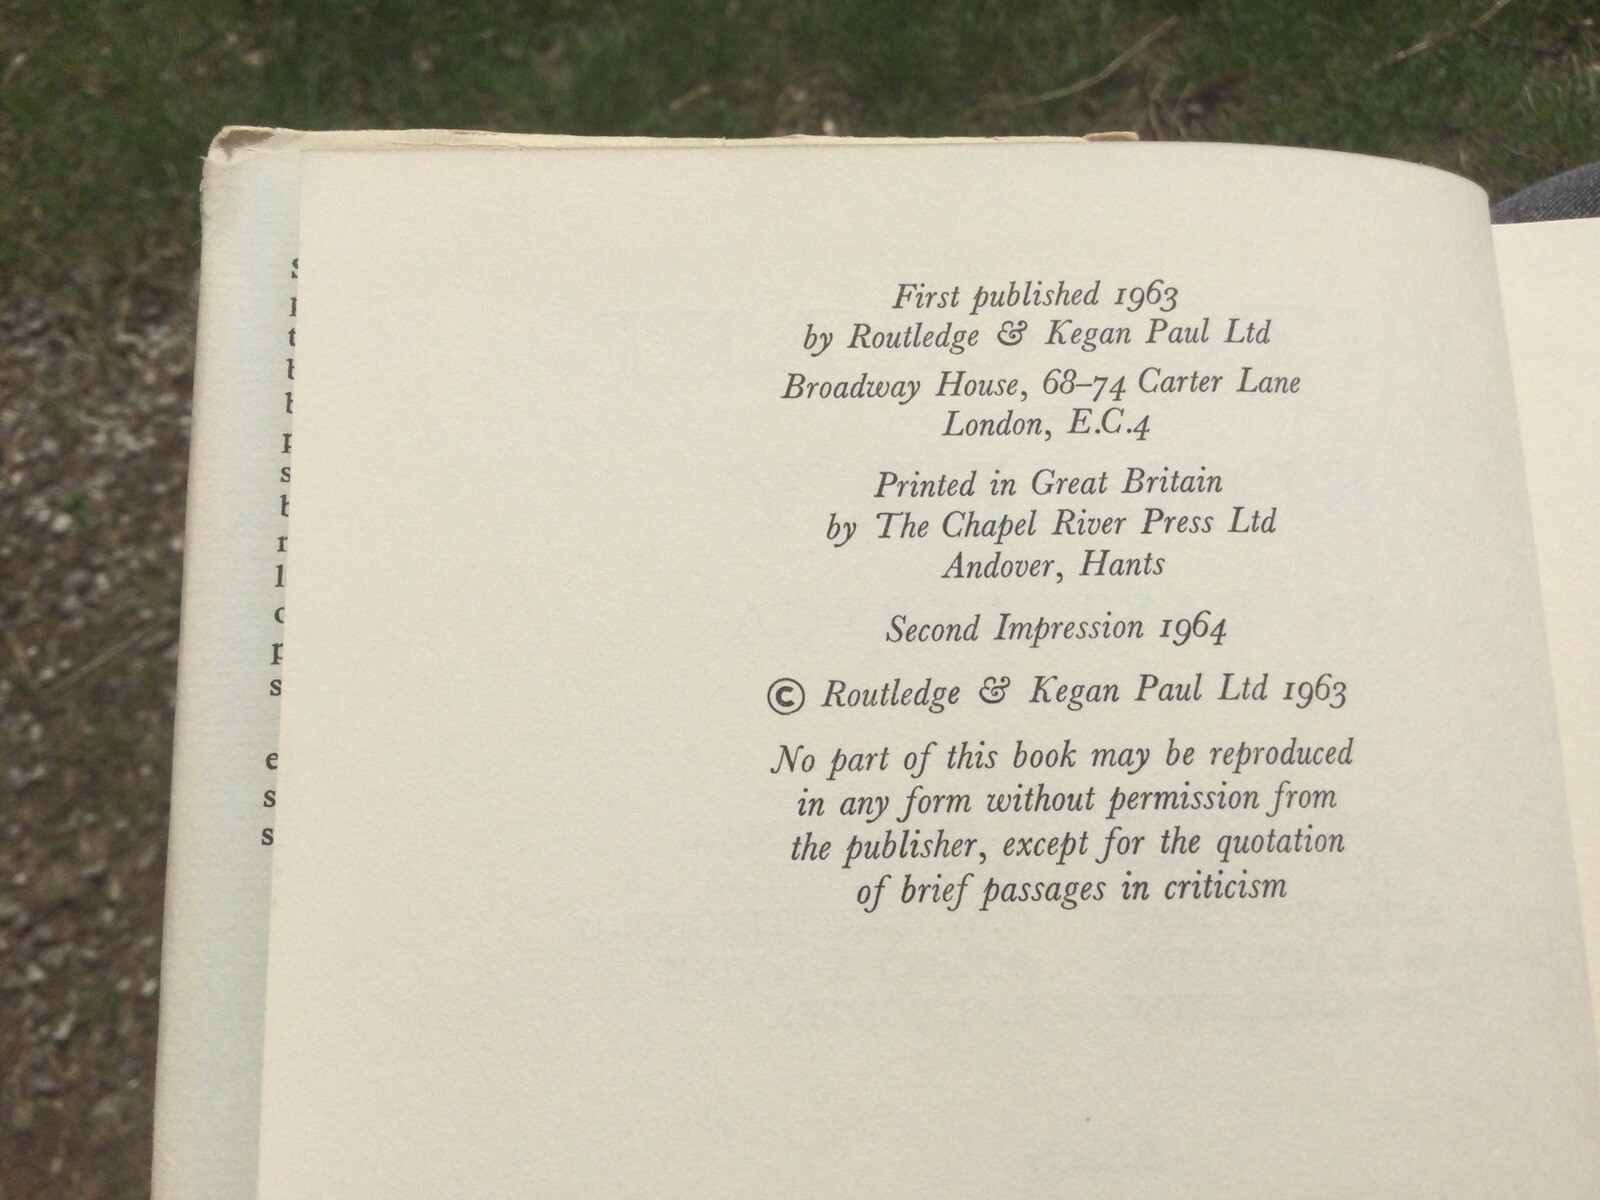 First published 1963
by Routledge & Kegan Paul Ltd
Broadway House, 68–74 Carter Lane
London, E.C.4
Printed in Great Britain
by The Chapel River Press Ltd
Andover, Hants
Second Impression 1964
© Routledge & Kegan Paul Ltd 1963
No part of this book may be reproduced
in any form without permission from
the publisher, except for the quotation
of brief passages in criticism